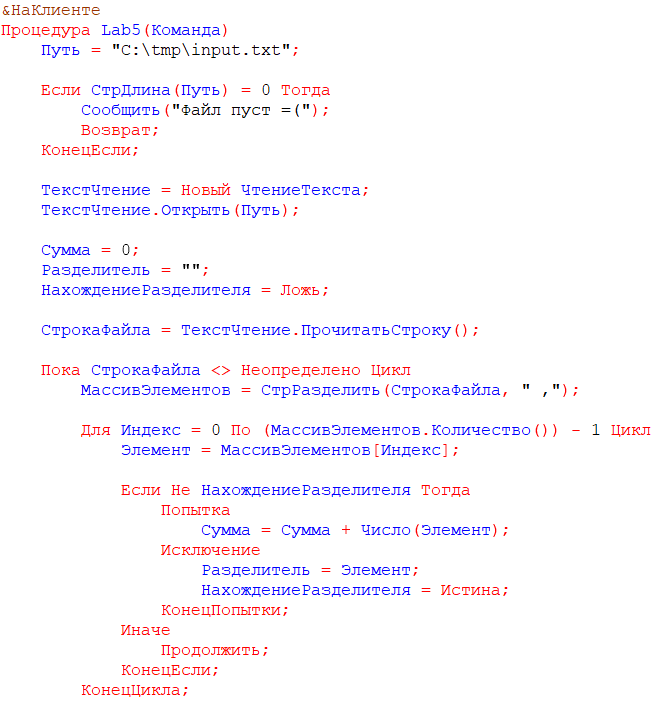 &НаКлиенте
Процедура Lab5(Команда)
    Путь = "C:\tmp\input.txt";

    Если СтрДлина(Путь) = 0 Тогда
        Сообщить("Файл пуст =(");
        Возврат;
    КонецЕсли;

    ТекстЧтение = Новый ЧтениеТекста;
    ТекстЧтение.Открыть(Путь);

    Сумма = 0;
    Разделитель = "";
    НахождениеРазделителя = Ложь;

    СтрокаФайла = ТекстЧтение.ПрочитатьСтроку();

    Пока СтрокаФайла <> Неопределено Цикл
        МассивЭлементов = СтрРазделить(СтрокаФайла, " ,");

        Для Индекс = 0 По (МассивЭлементов.Количество()) - 1 Цикл
            Элемент = МассивЭлементов[Индекс];

            Если Не НахождениеРазделителя Тогда
                Попытка
                    Сумма = Сумма + Число(Элемент);
                Исключение
                    Разделитель = Элемент;
                    НахождениеРазделителя = Истина;
                КонецПопытки;
            Иначе
                Продолжить;
            КонецЕсли;
        КонецЦикла;